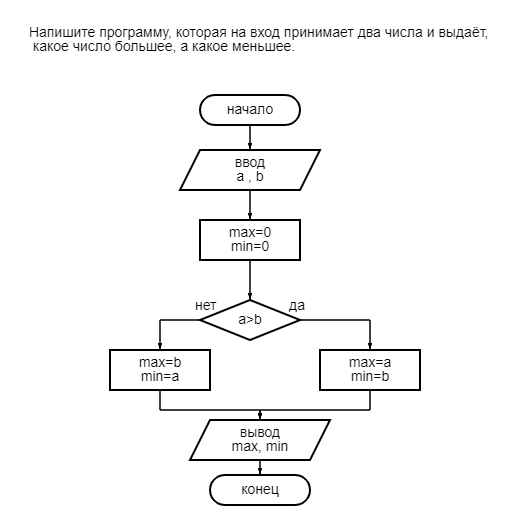 Напишите программу, которая на вход принимает два числа и выдаёт,
какое число большее, а какое меньшее.
начало
ввод
a , b
max=0
min=0
нет
да
a>b
max=b
min=a
max=a
min=b
вывод
max, min
конец